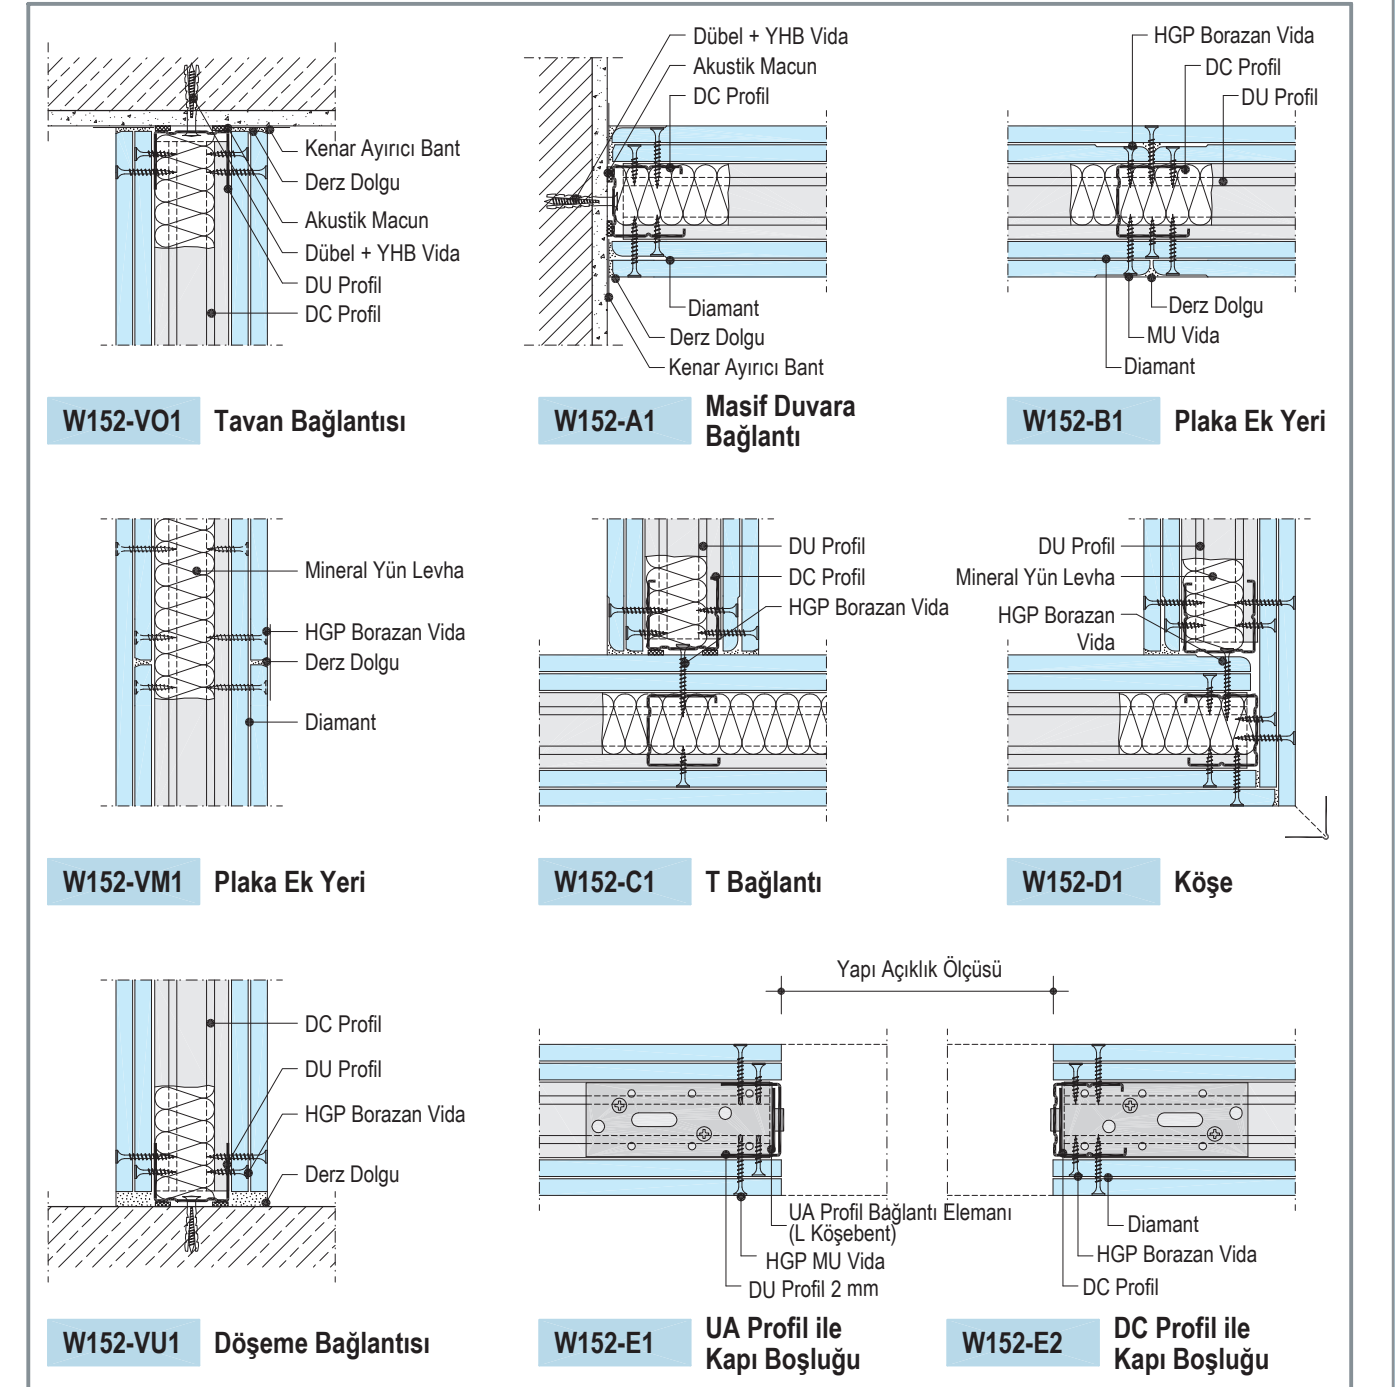 Kenar Ayırıcı Bant
Derz Dolgu
Akustik Macun
Dübel + YHB Vida
DU Profil
DC Profil
W152-VO1 Tavan Bağlantısı
Dübel + YHB Vida
Akustik Macun
DC Profil
Diamant
Derz Dolgu
Kenar Ayırıcı Bant
W152-A1 Masif Duvara
Bağlantı
HGP Borazan Vida
DC Profil
DU Profil
Derz Dolgu
MU Vida
Diamant
W152-B1 Plaka Ek Yeri
Mineral Yün Levha
HGP Borazan Vida
Derz Dolgu
Diamant
W152-VM1 Plaka Ek Yeri
DU Profil
DC Profil
HGP Borazan Vida
W152-C1 T Bağlantı
DU Profil
Mineral Yün Levha
HGP Borazan
Vida
W152-D1 Köşe
DC Profil
DU Profil
HGP Borazan Vida
Derz Dolgu
W152-VU1 Döşeme Bağlantısı
Yapı Açıklık Ölçüsü
UA Profil Bağlantı Elemanı
(L Köşebent)
HGP MU Vida
DU Profil 2 mm
W152-E1 UA Profil ile
Kapı Boşluğu
Diamant
HGP Borazan Vida
DC Profil
W152-E2 DC Profil ile
Kapı Boşluğu